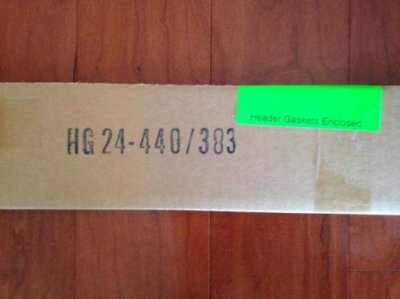 Header Gaskets Enclosed
HG 24-440/383